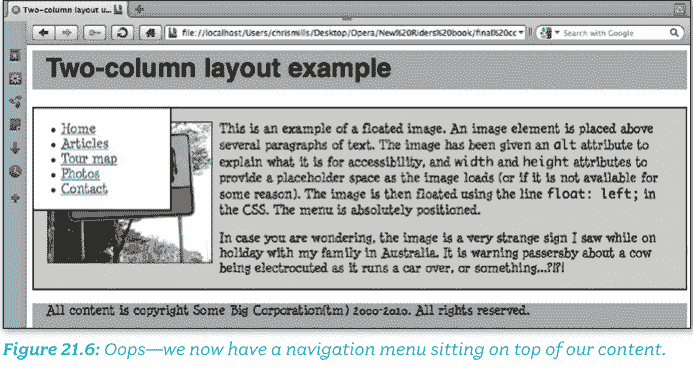 Two-column layout u...
file://localhost/Users/chrismills/Desktop/Opera/New%20Riders%20book/final%20cc
Search with Google
Two-column layout example
Home
Articles
Tour map
Photos
Contact
This is an example of a floated image. An image element is placed above
several paragraphs of text. The image has been given an alt attribute to
explain what it is for accessibility, and width and height attributes to
provide a placeholder space as the image loads (or if it is not available for
some reason). The image is then floated using the line float: left; in
the CSS. The menu is absolutely positioned.
In case you are wondering, the image is a very strange sign I saw while on
holiday with my family in Australia. It is warning passersby about a cow
being electrocuted as it runs a car over, or something...?!?!
All content is copyright Some Big Corporation(tm) 2000-2010. All rights reserved.
Figure 21.6: Oops—we now have a navigation menu sitting on top of our content.